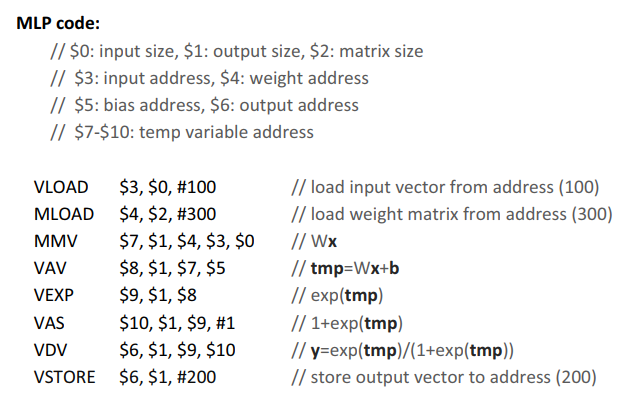 MLP code:
// $0: input size, $1: output size, $2: matrix size
// $3: input address, $4: weight address
// $5: bias address, $6: output address
// $7-$10: temp variable address
VLOAD $3, $0, #100 // load input vector from address (100)
MLOAD $4, $2, #300 // load weight matrix from address (300)
MMV $7, $1, $4, $3, $0 // Wx
VAV $8, $1, $7, $5 // tmp=Wx+b
VEXP $9, $1, $8 // exp(tmp)
VAS $10, $1, $9, #1 // 1+exp(tmp)
VDV $6, $1, $9, $10 // y=exp(tmp)/(1+exp(tmp))
VSTORE $6, $1, #200 // store output vector to address (200)